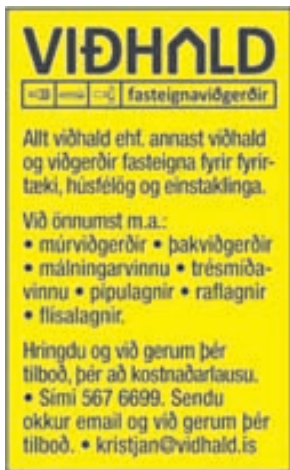 VIÐHALD
fasteignaviðgerðir
Allt viðhald ehf. annast viðhald
og viðgerðir fasteigna fyrir fyrir-
tæki, húsfélög og einstaklinga.
Við önnumst m.a.:
• múrviðgerðir • þakviðgerðir
• málningarvinnu • trésmíða-
vinnu • pípulagnir • raflagnir
• flísalagnir.
Hringdu og við gerum þér
tilboð, þér að kostnaðarlausu.
• Sími 567 6699. Sendu
okkur email og við gerum þér
tilboð. • kristjan@vidhald.is